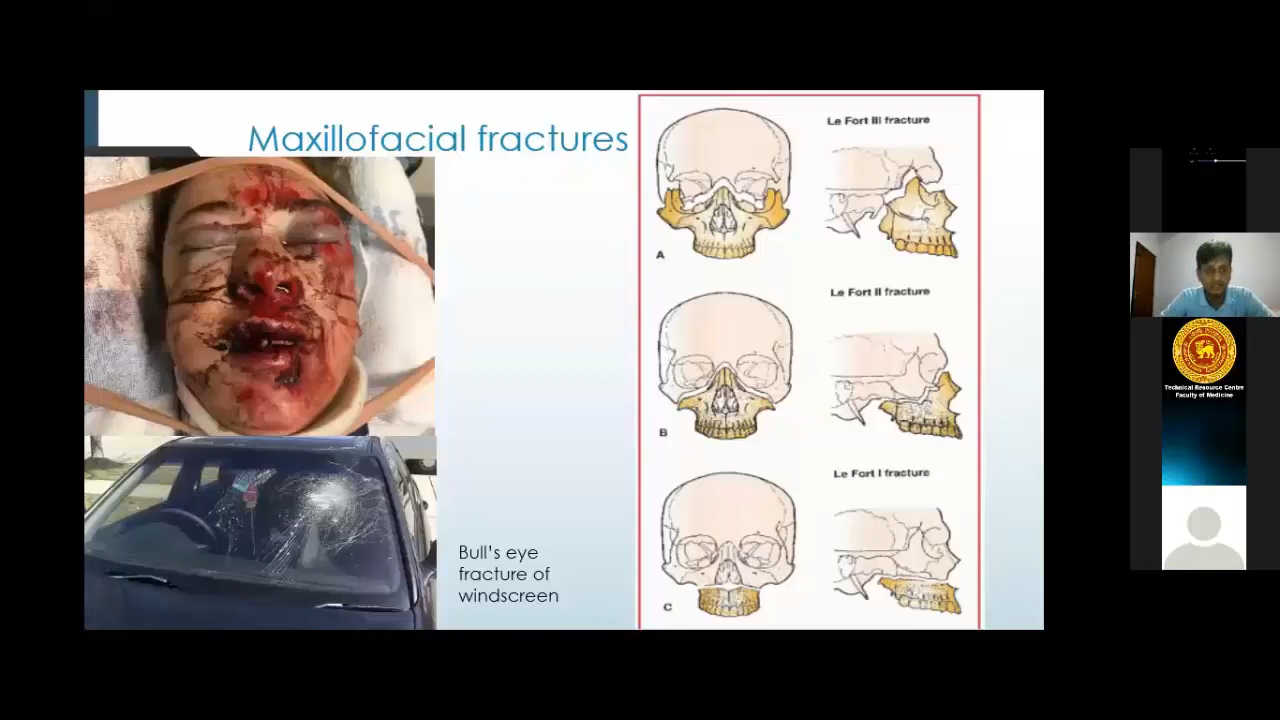 Maxillofacial fractures
Bull's eye
fracture of
windscreen
Le Fort III fracture
A
Le Fort II fracture
B
Le Fort I fracture
C
Technical Resource Centre
Faculty of Medicine